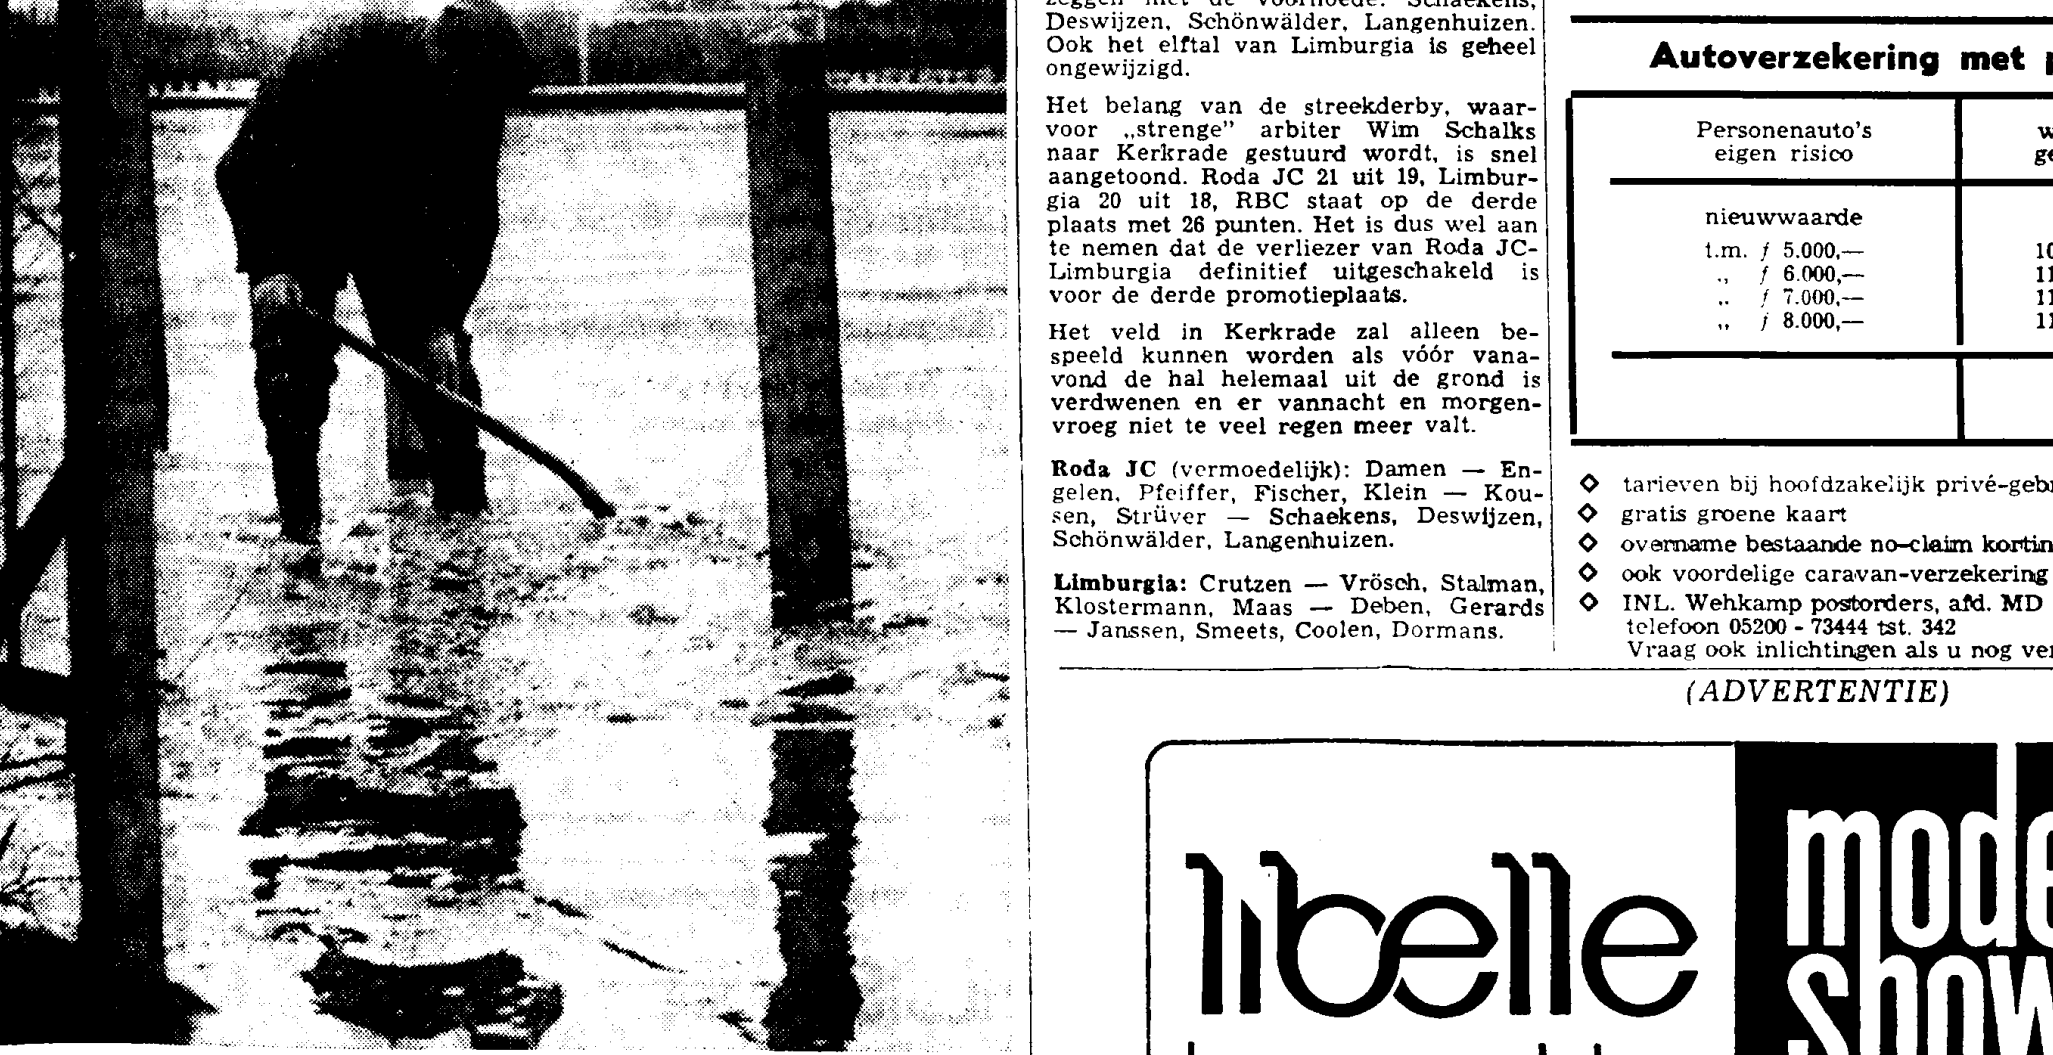 Deswijzen, Schönwälder, Langenhuizen.
Ook het elftal van Limburgia is geheel
ongewijzigd.
Het belang van de streekderby, waar-
voor „strenge” arbiter Wim Schalks
naar Kerkrade gestuurd wordt, is snel
aangetoond. Roda JC 21 uit 19, Limbur-
gia 20 uit 18, RBC staat op de derde
plaats met 26 punten. Het is dus wel aan
te nemen dat de verliezer van Roda JC-
Limburgia definitief uitgeschakeld is
voor de derde promotieplaats.
Het veld in Kerkrade zal alleen be-
speeld kunnen worden als vóór vana-
vond de hal helemaal uit de grond is
verdwenen en er vannacht en morgen-
vroeg niet te veel regen meer valt.
Roda JC (vermoedelijk): Damen — En-
gelen, Pfeiffer, Fischer, Klein — Kou-
sen, Strüver — Schaekens, Deswijzen,
Schönwälder, Langenhuizen.
Limburgia: Crutzen — Vrösch, Stalman,
Klostermann, Maas — Deben, Gerards
— Janssen, Smeets, Coolen, Dormans.
Autoverzekering met
Personenauto's
eigen risico
nieuwwaarde
t.m. ƒ 5.000,—
„ ƒ 6.000,—
„ ƒ 7.000,—
„ ƒ 8.000,—
◇ tarieven bij hoofdzakelijk
◇ gratis groene kaart
◇ overname bestaande no-claim
◇ ook voordelige caravan-verzekering
◇ INL. Wehkamp postorders, afd. MD
telefoon 05200 - 73444 tst. 342
Vraag ook inlichtingen als u nog
(ADVERTENTIE)
libelle
mode
show